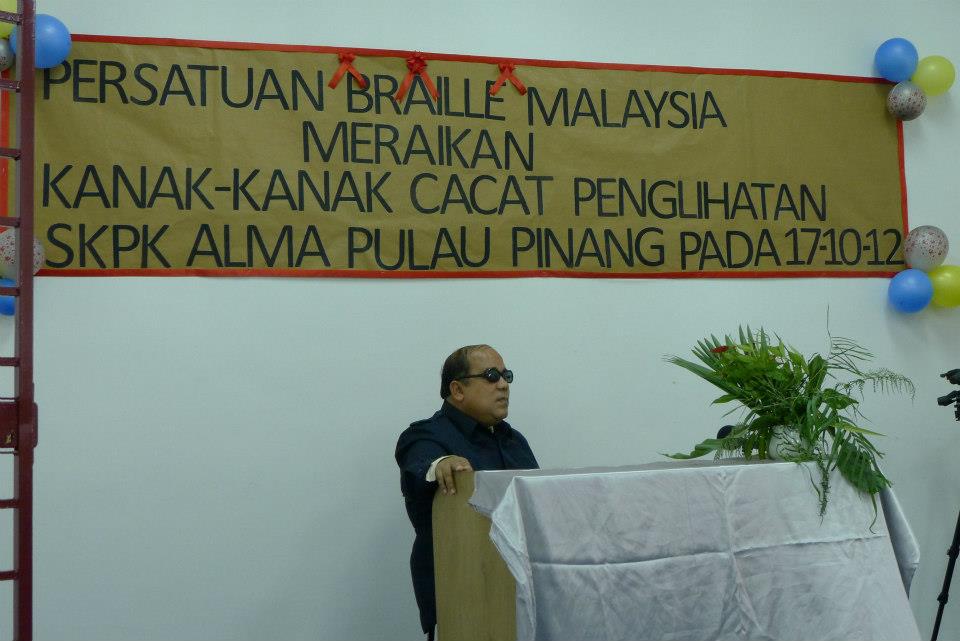 PERSATUAN BRAILLE MALAYSIA
MERAIKAN
KANAK-KANAK CACAT PENGLIHATAN
SKPK ALMA PULAU PINANG PADA 17-10-12